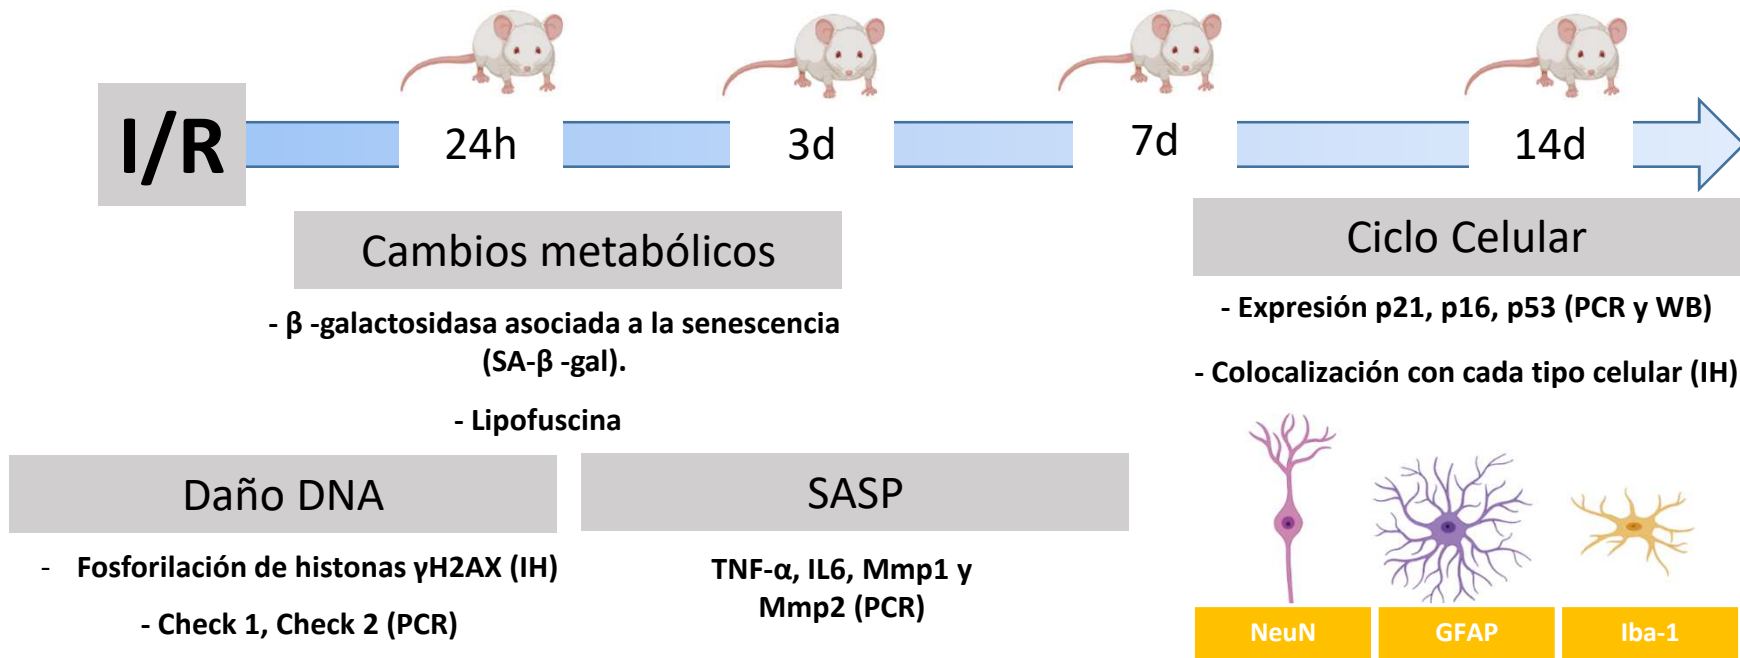 I/R
24h
3d
7d
14d
Cambios metabólicos
- β -galactosidasa asociada a la senescencia
(SA-β -gal).
- Lipofuscina
Ciclo Celular
- Expresión p21, p16, p53 (PCR y WB)
- Colocalización con cada tipo celular (IH)
Daño DNA
- Fosforilación de histonas γH2AX (IH)
- Check 1, Check 2 (PCR)
SASP
TNF-α, IL6, Mmp1 y
Mmp2 (PCR)
NeuN
GFAP
Iba-1